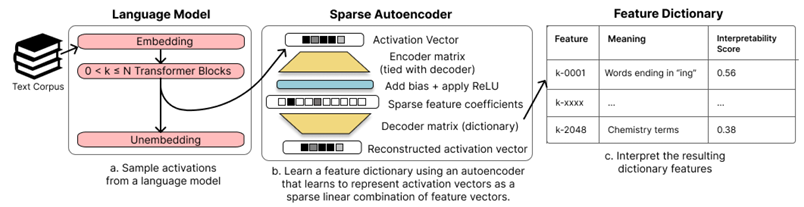 Language Model
Sparse Autoencoder
Feature Dictionary
Text Corpus
Embedding
0 < k ≤ N Transformer Blocks
Unembedding
a. Sample activations
from a language model
Activation Vector
Encoder matrix
(tied with decoder)
Add bias + apply ReLU
Sparse feature coefficients
Decoder matrix (dictionary)
Reconstructed activation vector
b. Learn a feature dictionary using an autoencoder
that learns to represent activation vectors as a
sparse linear combination of feature vectors.
Feature Meaning Interpretability
Score
k-0001 Words ending in "ing" 0.56
k-xxxx ... ...
k-2048 Chemistry terms 0.38
c. Interpret the resulting
dictionary features